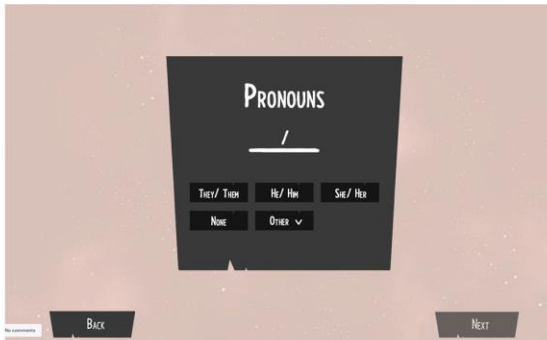 PRONOUNS
/
THEY/ THEM HE/ HIM SHE/ HER
NONE OTHER
BACK NEXT
No comments